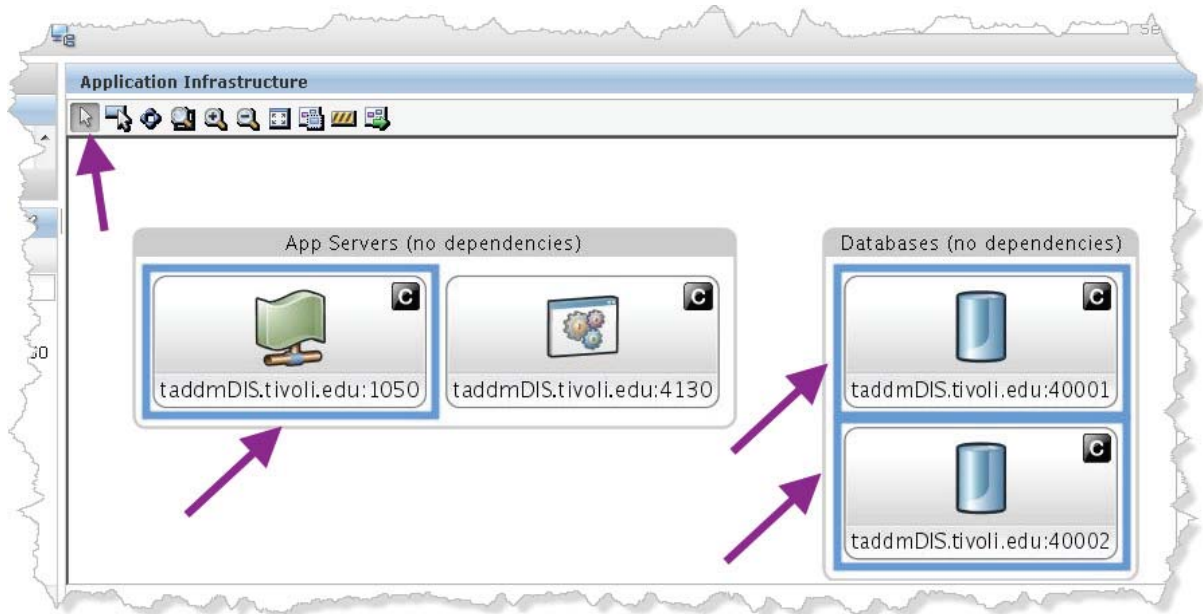 Application Infrastructure
App Servers (no dependencies)
Databases (no dependencies)
C
C
C
taddmDIS.tivoli.edu:1050
taddmDIS.tivoli.edu:4130
taddmDIS.tivoli.edu:40001
C
taddmDIS.tivoli.edu:40002